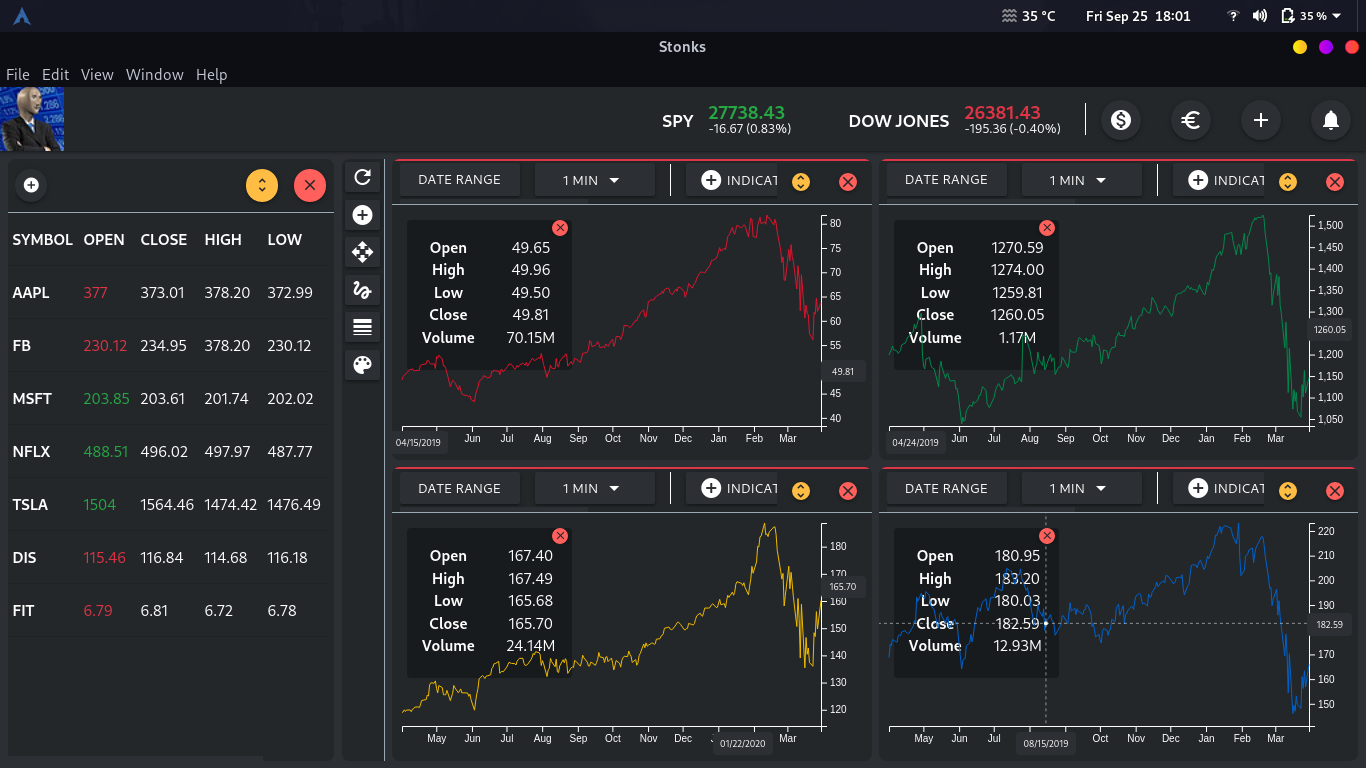 35 °C Fri Sep 25 18:01 ? 35 %
Stonks
File Edit View Window Help
SPY 27738.43 -16.67 (0.83%) DOW JONES 26381.43 -195.36 (-0.40%) $ €
SYMBOL OPEN CLOSE HIGH LOW
AAPL 377 373.01 378.20 372.99
FB 230.12 234.95 378.20 230.12
MSFT 203.85 203.61 201.74 202.02
NFLX 488.51 496.02 497.97 487.77
TSLA 1504 1564.46 1474.42 1476.49
DIS 115.46 116.84 114.68 116.18
FIT 6.79 6.81 6.72 6.78
DATE RANGE 1 MIN INDICAT
Open 49.65
High 49.96
Low 49.50
Close 49.81
Volume 70.15M
80
75
70
65
60
55
49.81
45
40
04/15/2019 Jun Jul Aug Sep Oct Nov Dec Jan Feb Mar
DATE RANGE 1 MIN INDICAT
Open 1270.59
High 1274.00
Low 1259.81
Close 1260.05
Volume 1.17M
1,500
1,450
1,400
1,350
1,300
1260.05
1,200
1,150
1,100
1,050
04/24/2019 Jun Jul Aug Sep Oct Nov Dec Jan Feb Mar
DATE RANGE 1 MIN INDICAT
Open 167.40
High 167.49
Low 165.68
Close 165.70
Volume 24.14M
180
170
165.70
160
150
140
130
120
May Jun Jul Aug Sep Oct Nov Dec 01/22/2020 Mar
DATE RANGE 1 MIN INDICAT
Open 180.95
High 183.20
Low 180.03
Close 182.59
Volume 12.93M
220
210
200
190
182.59
170
160
150
May Jun Jul 08/15/2019 Oct Nov Dec Jan Feb Mar